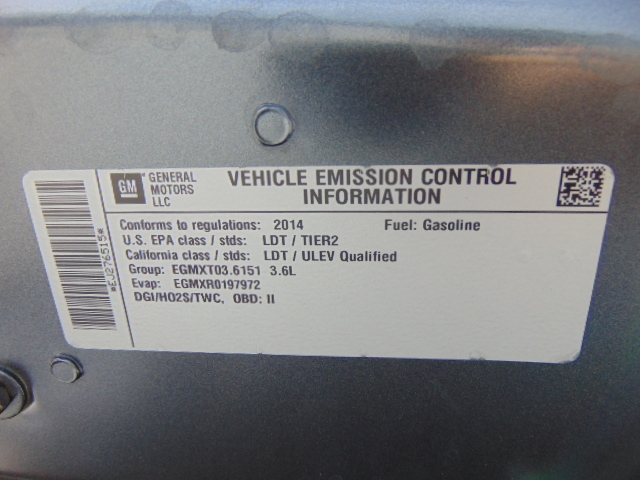 *EJ276515*
GM
GENERAL
MOTORS
LLC
VEHICLE EMISSION CONTROL
INFORMATION
Conforms to regulations: 2014 Fuel: Gasoline
U.S. EPA class / stds: LDT / TIER2
California class / stds: LDT / ULEV Qualified
Group: EGMXT03.6151 3.6L
Evap: EGMXR0197972
DGI/HO2S/TWC, OBD: II